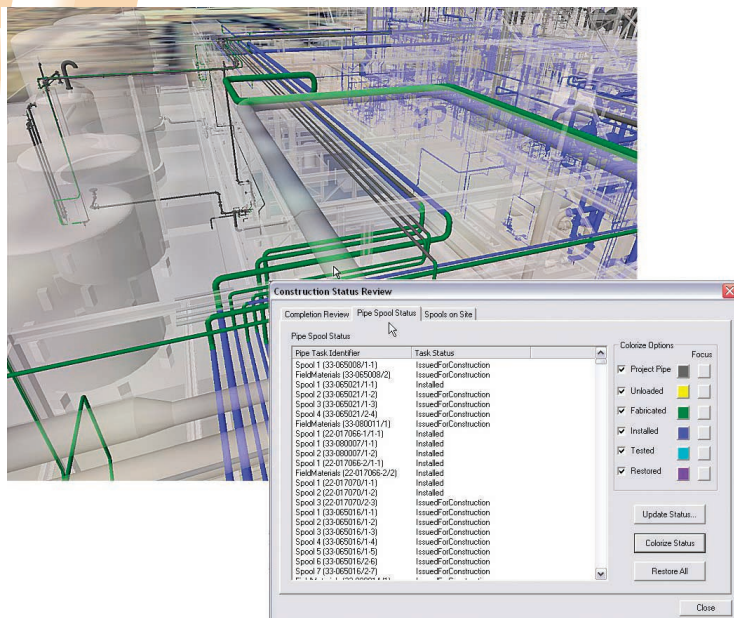 Construction Status Review
Completion Review Pipe Spool Status Spools on Site
Pipe Spool Status
Pipe Task Identifier Task Status
Spool 1 (33-065008/1-1) IssuedForConstruction
FieldMaterials (33-065008/2) IssuedForConstruction
Spool 1 (33-065021/1-1) Installed
Spool 2 (33-065021/1-2) IssuedForConstruction
Spool 3 (33-065021/1-3) IssuedForConstruction
Spool 4 (33-065021/2-4) IssuedForConstruction
FieldMaterials (33-080011/1) IssuedForConstruction
Spool 1 (22-017066-1/1-1) Installed
Spool 1 (33-080007/1-1) Installed
Spool 2 (33-080007/1-2) Installed
Spool 1 (22-017066-2/1-1) Installed
FieldMaterials (22-017066-2/2) Installed
Spool 1 (22-017070/1-1) Installed
Spool 2 (22-017070/1-2) Installed
Spool 3 (22-017070/2-3) IssuedForConstruction
Spool 1 (33-065016/1-1) IssuedForConstruction
Spool 2 (33-065016/1-2) IssuedForConstruction
Spool 3 (33-065016/1-3) IssuedForConstruction
Spool 4 (33-065016/1-4) IssuedForConstruction
Spool 5 (33-065016/1-5) IssuedForConstruction
Spool 6 (33-065016/2-6) IssuedForConstruction
Spool 7 (33-065016/2-7) IssuedForConstruction
Colorize Options
Focus
Project Pipe
Unloaded
Fabricated
Installed
Tested
Restored
Update Status...
Colorize Status
Restore All
Close